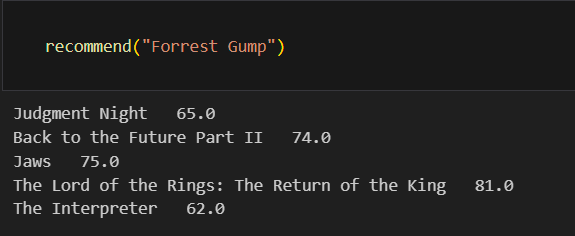 recommend("Forrest Gump")
Judgment Night   65.0
Back to the Future Part II   74.0
Jaws   75.0
The Lord of the Rings: The Return of the King   81.0
The Interpreter   62.0